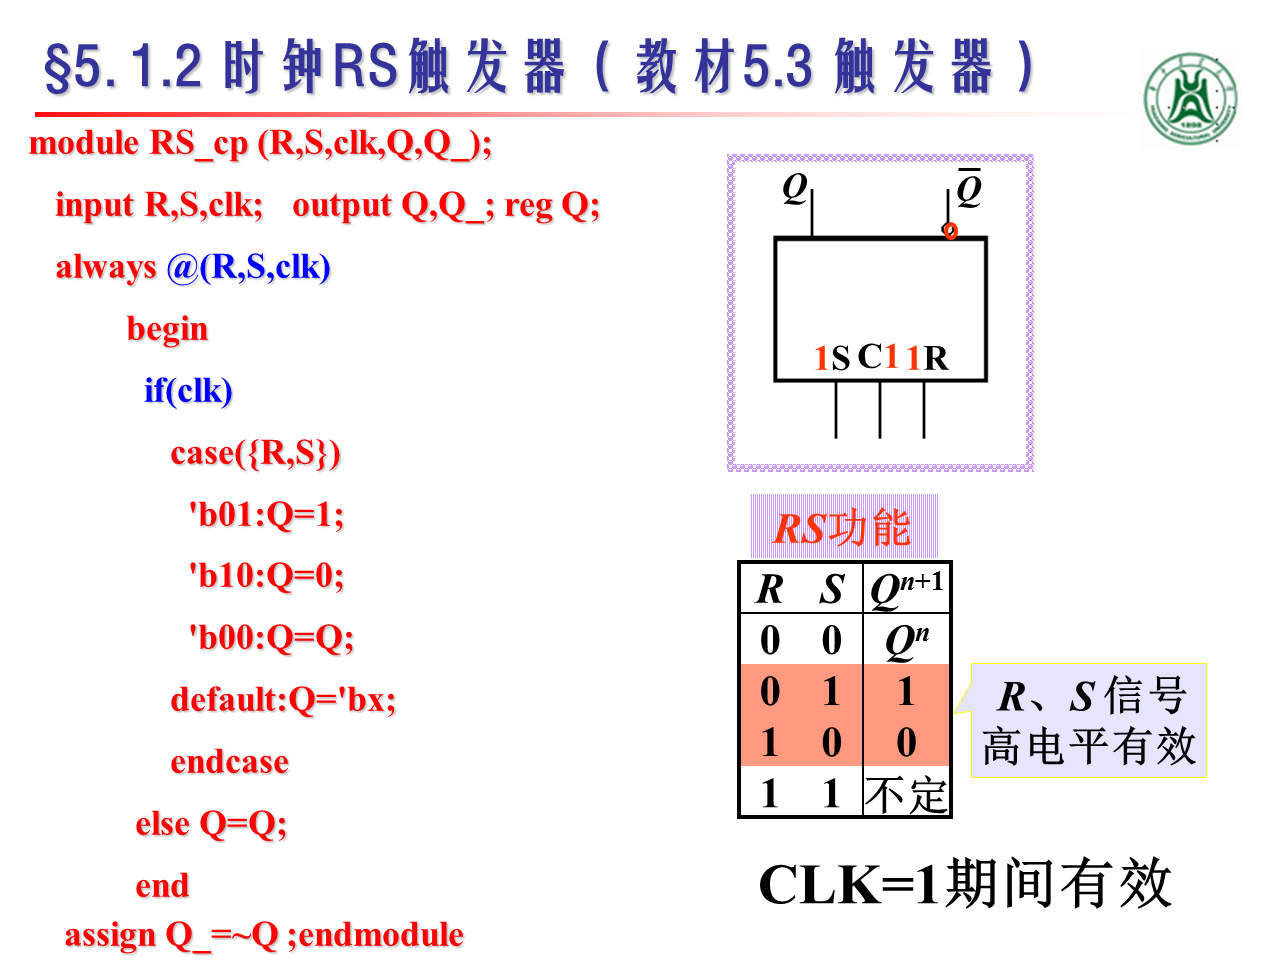 §5.1.2 时钟RS触发器（教材5.3 触发器）
module RS_cp (R,S,clk,Q,Q_);
input R,S,clk; output Q,Q_; reg Q;
always @(R,S,clk)
begin
if(clk)
case({R,S})
'b01:Q=1;
'b10:Q=0;
'b00:Q=Q;
default:Q='bx;
endcase
else Q=Q;
end
assign Q_=~Q ;endmodule
Q Q̅
1S C1 1R
RS功能
R S Qⁿ⁺¹
0 0 Qⁿ
0 1 1
1 0 0
1 1 不定
R、S 信号
高电平有效
CLK=1期间有效
1898